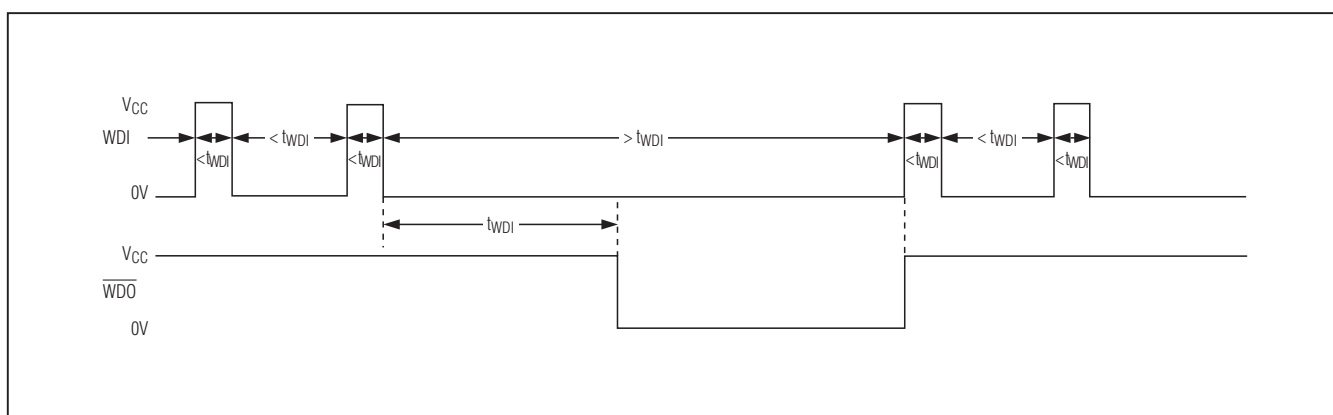 VCC
WDI
< tWDI
> tWDI
< tWDI
<tWDI
<tWDI
<tWDI
<tWDI
0V
tWDI
VCC
WDO
0V